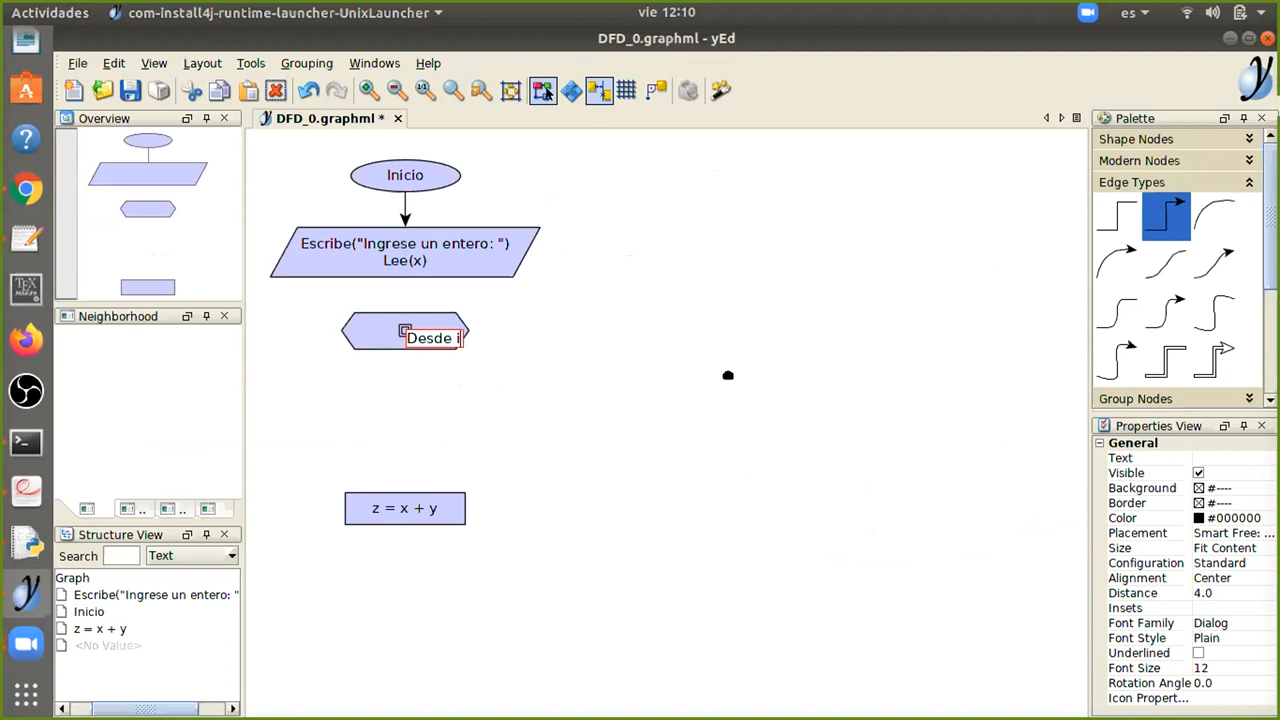 Actividades
com-install4j-runtime-launcher-UnixLauncher
vie 12:10
es
DFD_0.graphml - yEd
File Edit View Layout Tools Grouping Windows Help
Overview
DFD_0.graphml *
Palette
Shape Nodes
Modern Nodes
Edge Types
Group Nodes
Inicio
Escribe("Ingrese un entero: ")
Lee(x)
Desde i
z = x + y
Neighborhood
..
..
Structure View
Search
Text
Graph
Escribe("Ingrese un entero: "
Inicio
z = x + y
<No Value>
Properties View
General
Text
Visible
Background #----
Border #----
Color #000000
Placement Smart Free: ...
Size Fit Content
Configuration Standard
Alignment Center
Distance 4.0
Insets
Font Family Dialog
Font Style Plain
Underlined
Font Size 12
Rotation Angle 0.0
Icon Propert...